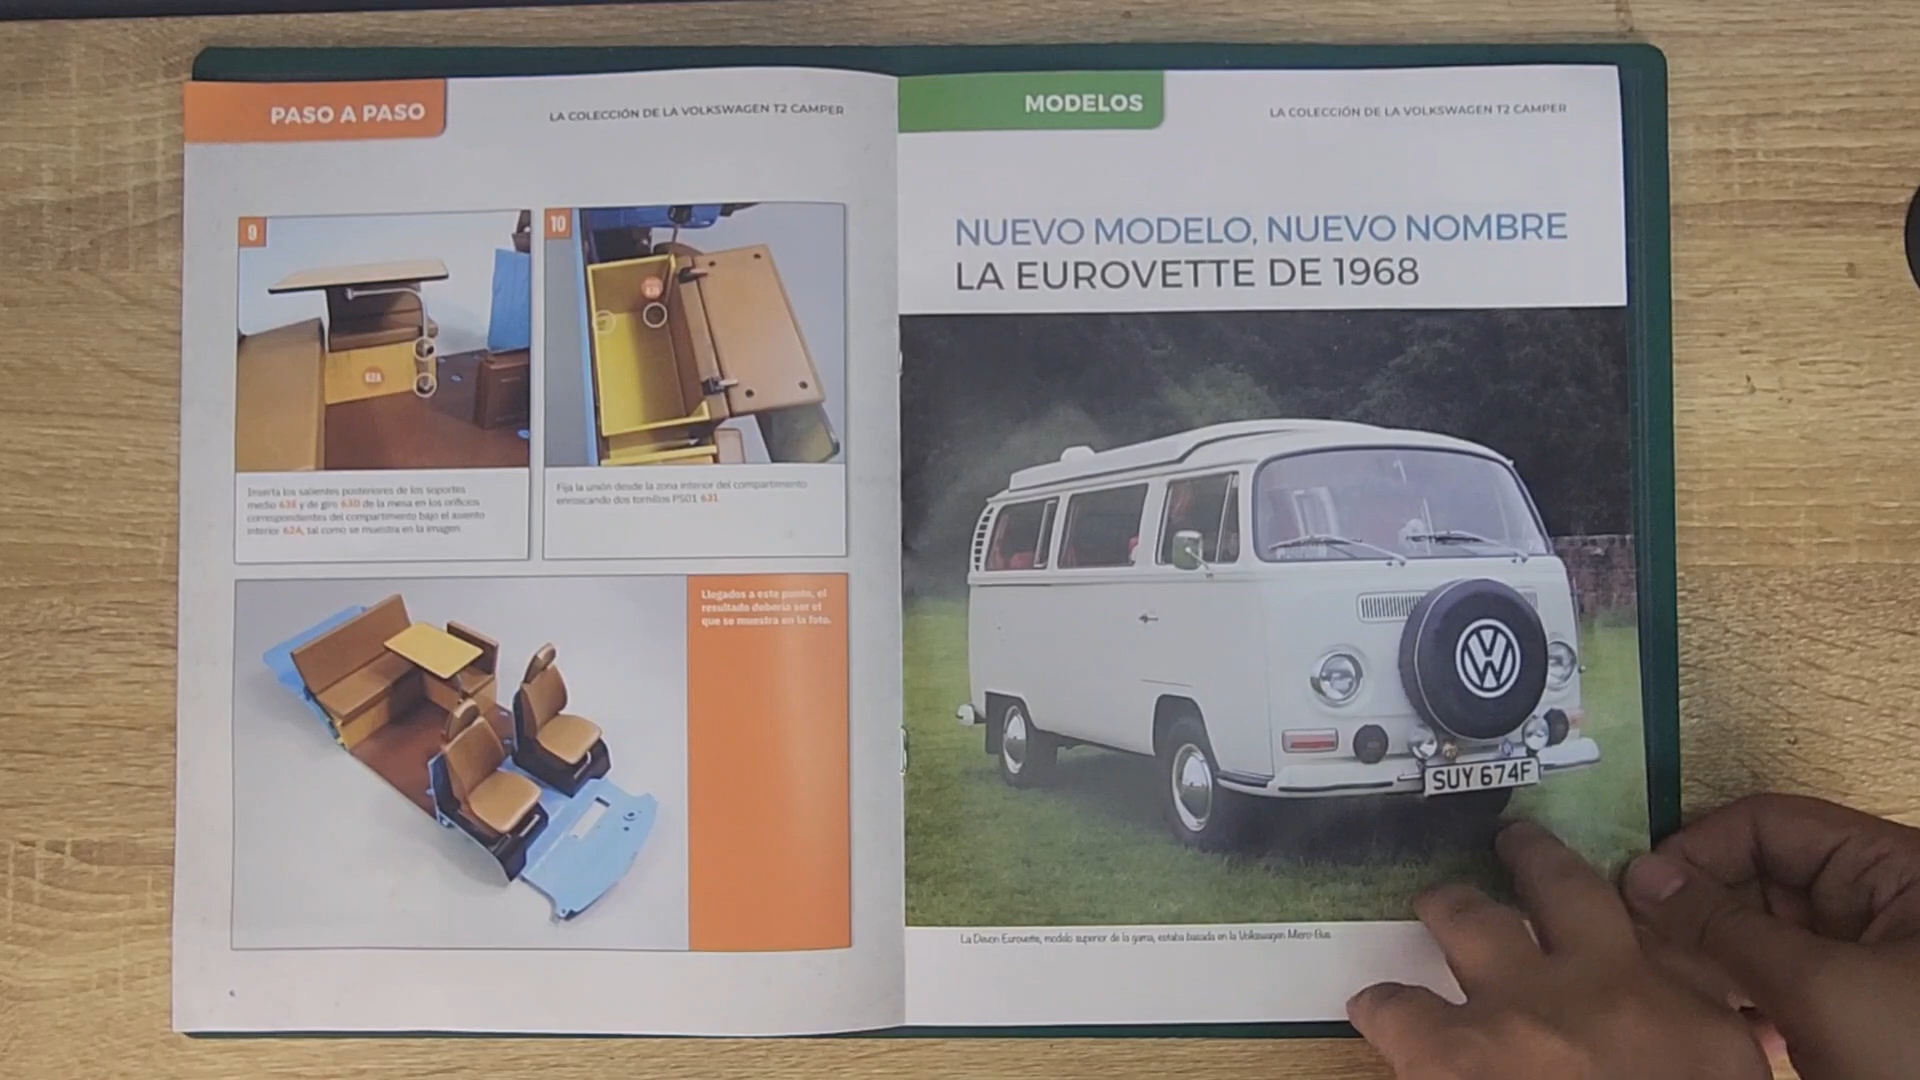 PASO A PASO
LA COLECCIÓN DE LA VOLKSWAGEN T2 CAMPER
9
10
62A
Inserta los salientes posteriores de los soportes
medio 63E y de giro 63D de la mesa en los orificios
correspondientes del compartimento bajo el asiento
interior 62A, tal como se muestra en la imagen.
Fija la unión desde la zona interior del compartimento
enroscando dos tornillos PS01 63J.
Llegados a este punto, el
resultado debería ser el
que se muestra en la foto.
6
MODELOS
LA COLECCIÓN DE LA VOLKSWAGEN T2 CAMPER
NUEVO MODELO, NUEVO NOMBRE
LA EUROVETTE DE 1968
SUY 674F
La Devon Eurovette, modelo superior de la gama, estaba basada en la Volkswagen Micro-Bus.